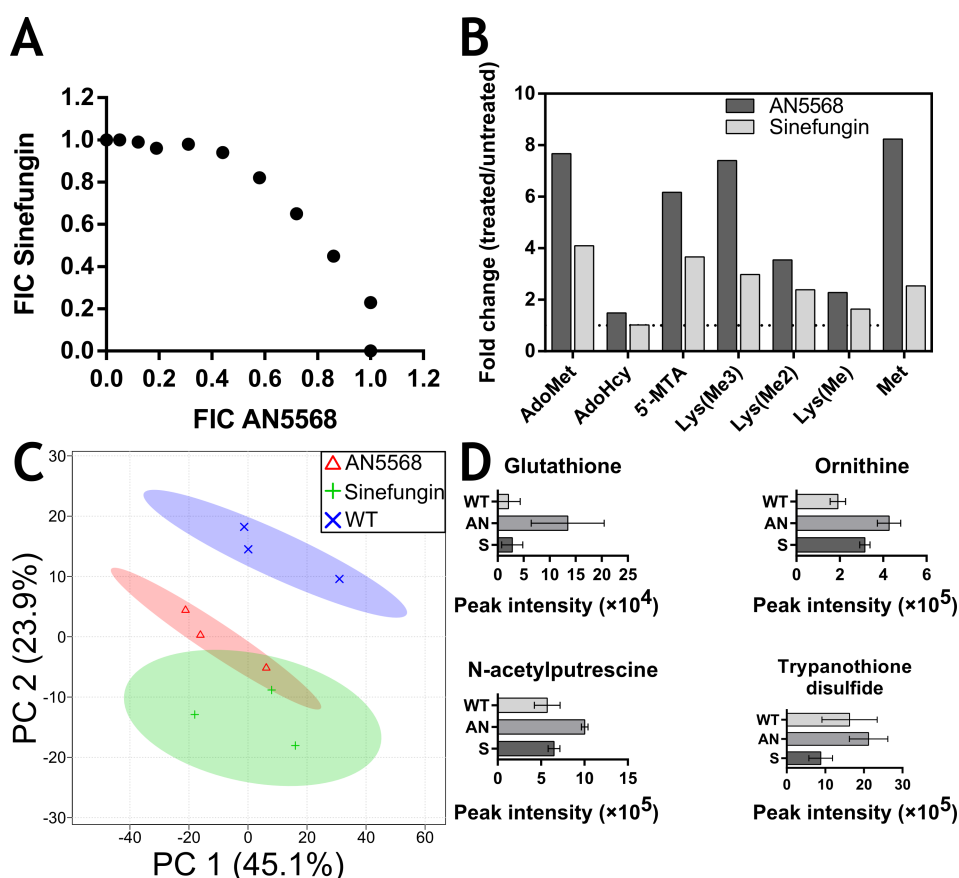 A
1.2
1.0
0.8
0.6
0.4
0.2
0.0
FIC Sinefungin
0.0 0.2 0.4 0.6 0.8 1.0 1.2
FIC AN5568
B
Fold change (treated/untreated)
10
8
6
4
2
0
AN5568
Sinefungin
AdoMet
AdoHcy
5'-MTA
Lys(Me3)
Lys(Me2)
Lys(Me)
Met
C
30
20
10
0
-10
-20
-30
PC 2 (23.9%)
AN5568
Sinefungin
WT
-40 -20 0 20 40 60
PC 1 (45.1%)
D
Glutathione
WT
AN
S
0 5 10 15 20 25
Peak intensity (×10⁴)
Ornithine
WT
AN
S
0 2 4 6
Peak intensity (×10⁵)
N-acetylputrescine
WT
AN
S
0 5 10 15
Peak intensity (×10⁵)
Trypanothione
disulfide
WT
AN
S
0 10 20 30
Peak intensity (×10⁵)